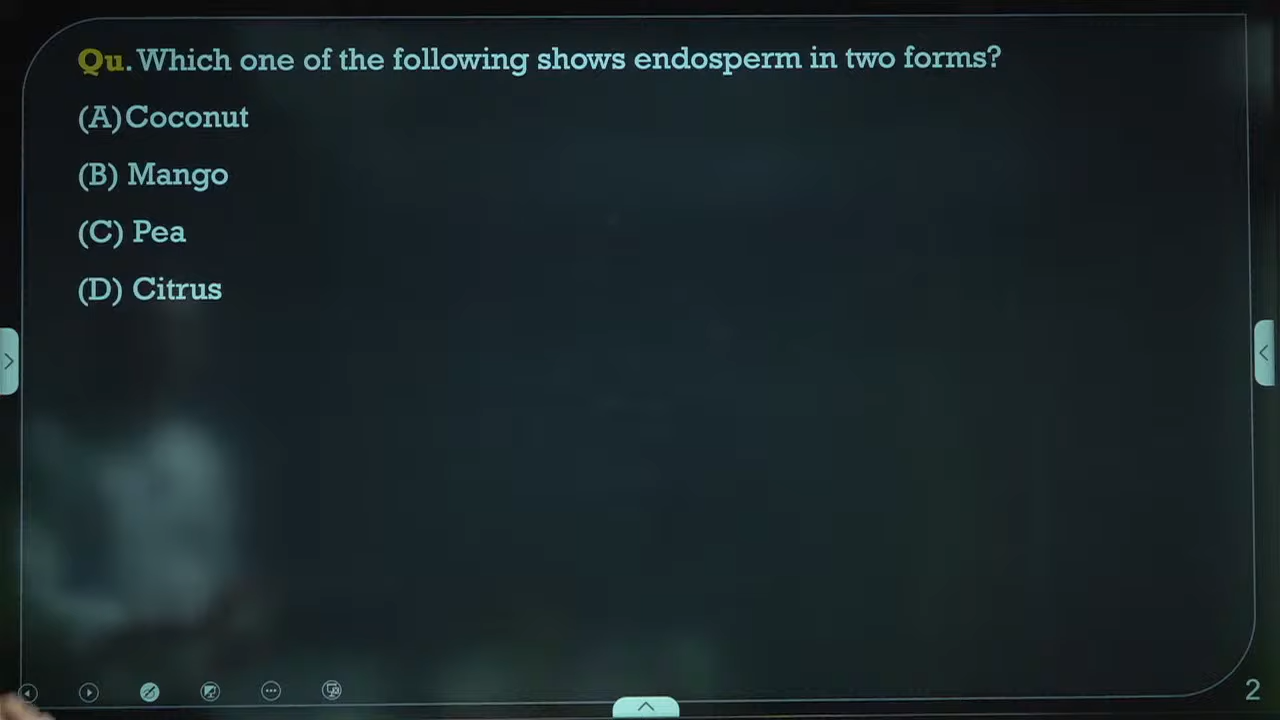 Qu. Which one of the following shows endosperm in two forms?
(A) Coconut
(B) Mango
(C) Pea
(D) Citrus
2